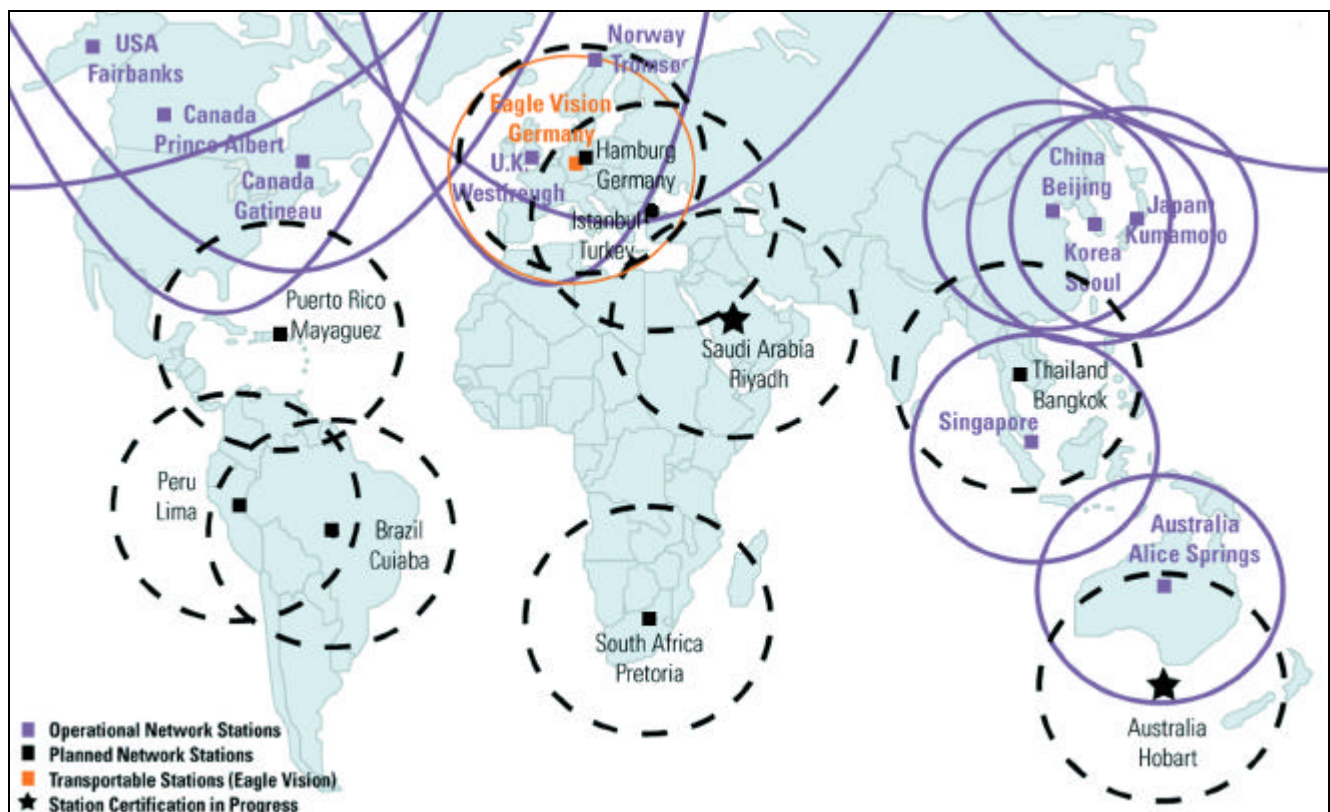 USA
Fairbanks
Canada
Prince Albert
Canada
Gatineau
Norway
Tromsø
Eagle Vision
Germany
U.K.
Westfreugh
Hamburg
Germany
Istanbul
Turkey
China
Beijing
Japan
Kumamoto
Korea
Seoul
Puerto Rico
Mayaguez
Saudi Arabia
Riyadh
Thailand
Bangkok
Singapore
Peru
Lima
Brazil
Cuiaba
South Africa
Pretoria
Australia
Alice Springs
Australia
Hobart
Operational Network Stations
Planned Network Stations
Transportable Stations (Eagle Vision)
Station Certification in Progress